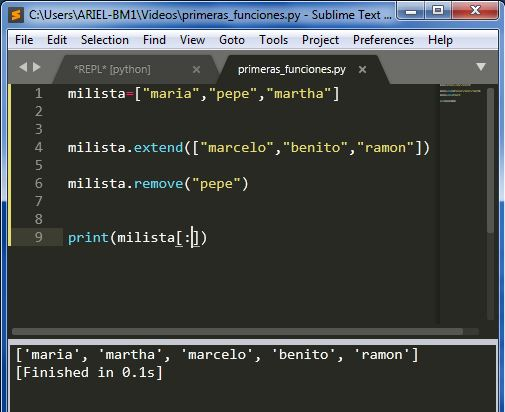 C:\Users\ARIEL-BM1\Videos\primeras_funciones.py - Sublime Text ...
File Edit Selection Find View Goto Tools Project Preferences Help
*REPL* [python] primeras_funciones.py
1 milista=["maria","pepe","martha"]
2
3
4 milista.extend(["marcelo","benito","ramon"])
5
6 milista.remove("pepe")
7
8
9 print(milista[:])
['maria', 'martha', 'marcelo', 'benito', 'ramon']
[Finished in 0.1s]